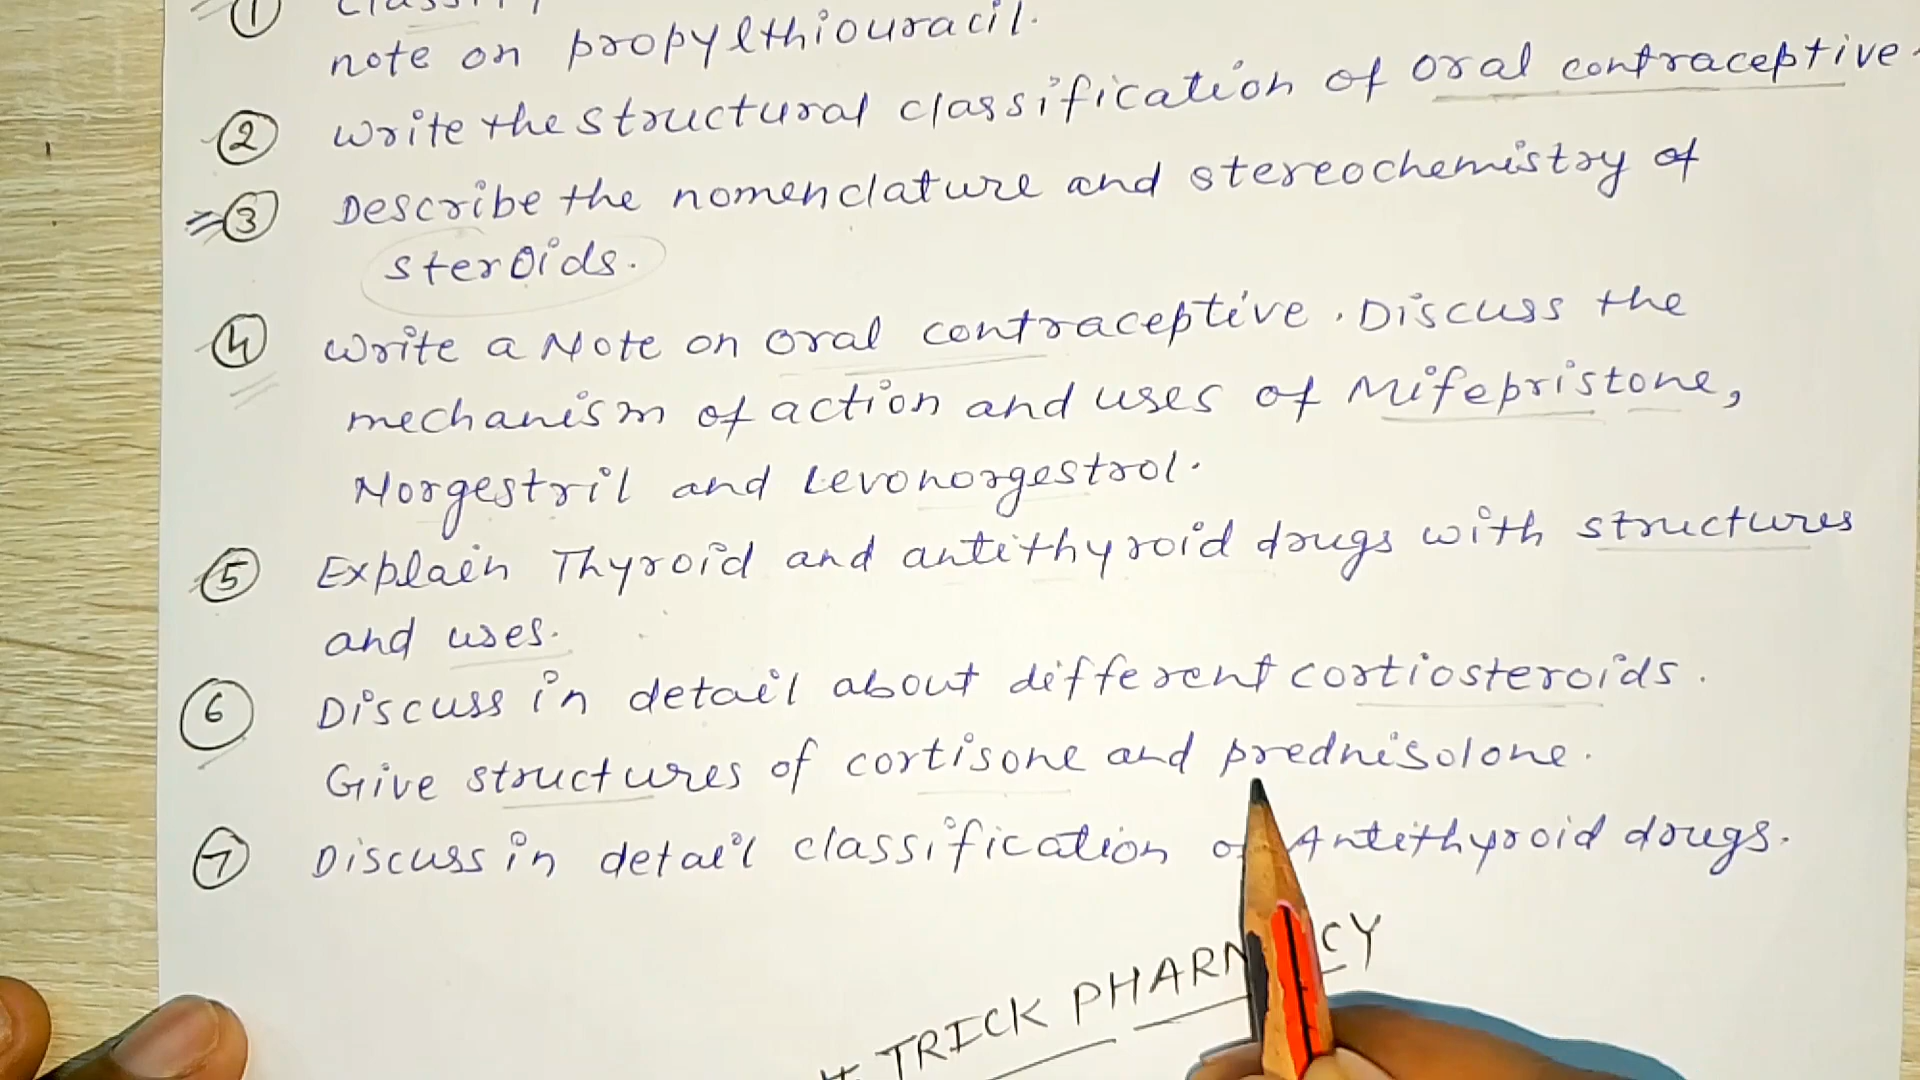 ①
note on propylthiouracil.
② Write the structural classification of oral contraceptive.
③ Describe the nomenclature and stereochemistry of
steroids.
④ Write a Note on oral contraceptive. Discuss the
mechanism of action and uses of Mifepristone,
Norgestril and Levonorgestrol.
⑤ Explain Thyroid and antithyroid drugs with structures
and uses.
⑥ Discuss in detail about different cortiosteroids.
Give structures of cortisone and prednisolone.
⑦ Discuss in detail classification of Antithyroid drugs.
TRICK PHARMACY